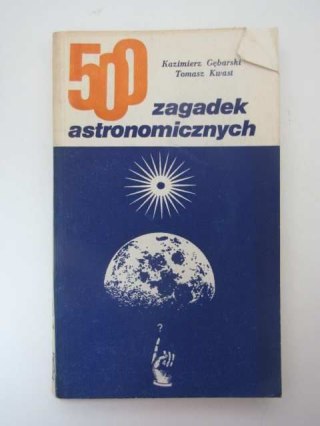 500
Kazimierz Gębarski
Tomasz Kwast
zagadek
astronomicznych
?